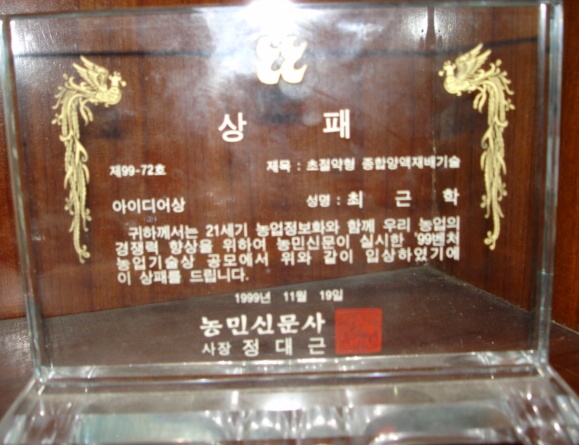 상 패
제99-72호 제목 : 초절약형 종합양액재배기술
아이디어상 성명 : 최 근 학
귀하께서는 21세기 농업정보화와 함께 우리 농업의
경쟁력 향상을 위하여 농민신문이 실시한 '99벤처
농업기술상 공모에서 위와 같이 입상하였기에
이 상패를 드립니다.
1999년 11월 19일
농민신문사
사장 정 대 근